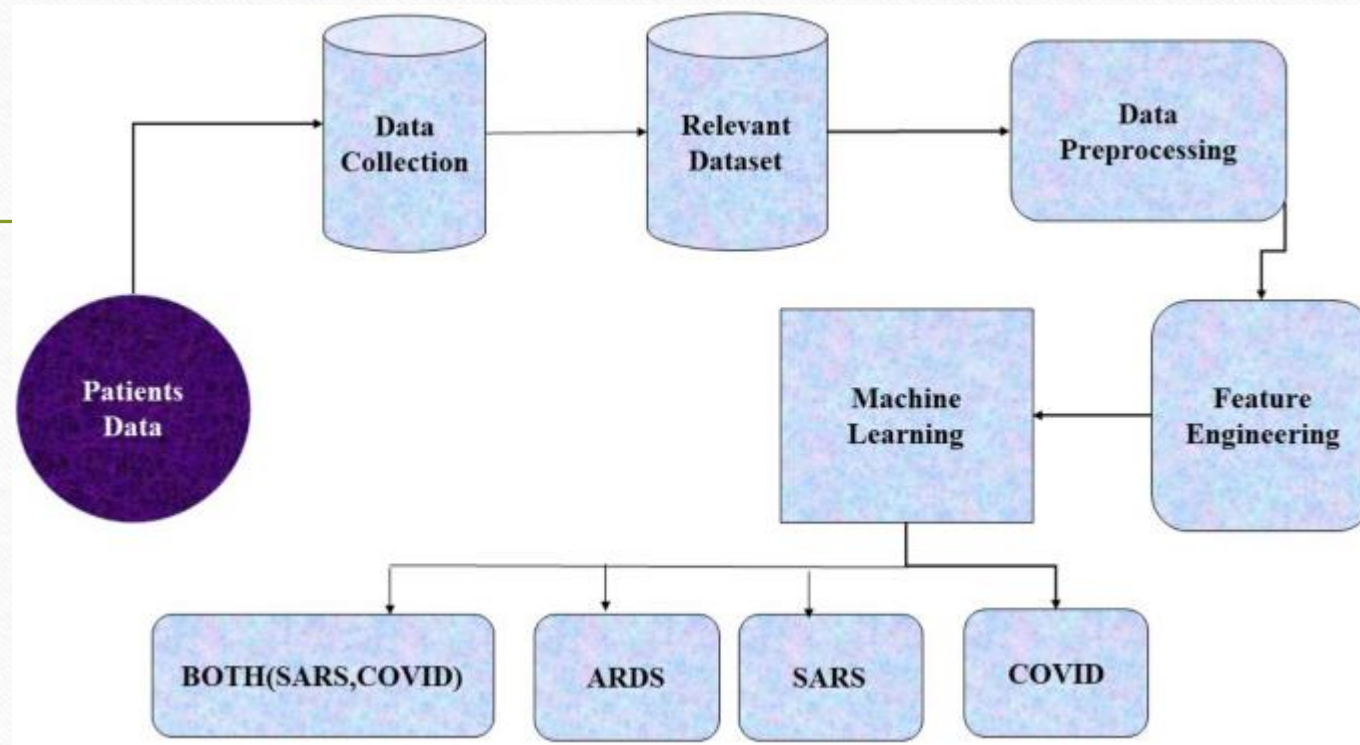 Data
Collection
Relevant
Dataset
Data
Preprocessing
Patients
Data
Machine
Learning
Feature
Engineering
BOTH(SARS,COVID)
ARDS
SARS
COVID